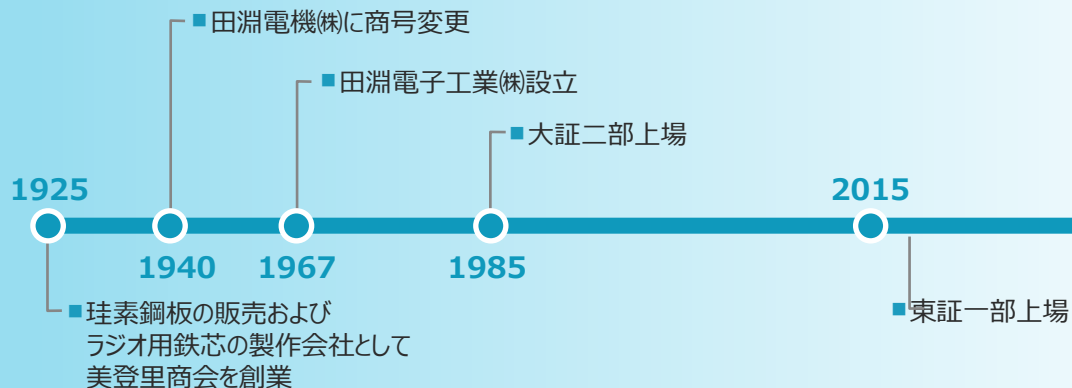 ■田淵電機㈱に商号変更
■田淵電子工業㈱設立
■大証二部上場
1925
2015
1940
1967
1985
■珪素鋼板の販売および
ラジオ用鉄芯の製作会社として
美登里商会を創業
■東証一部上場